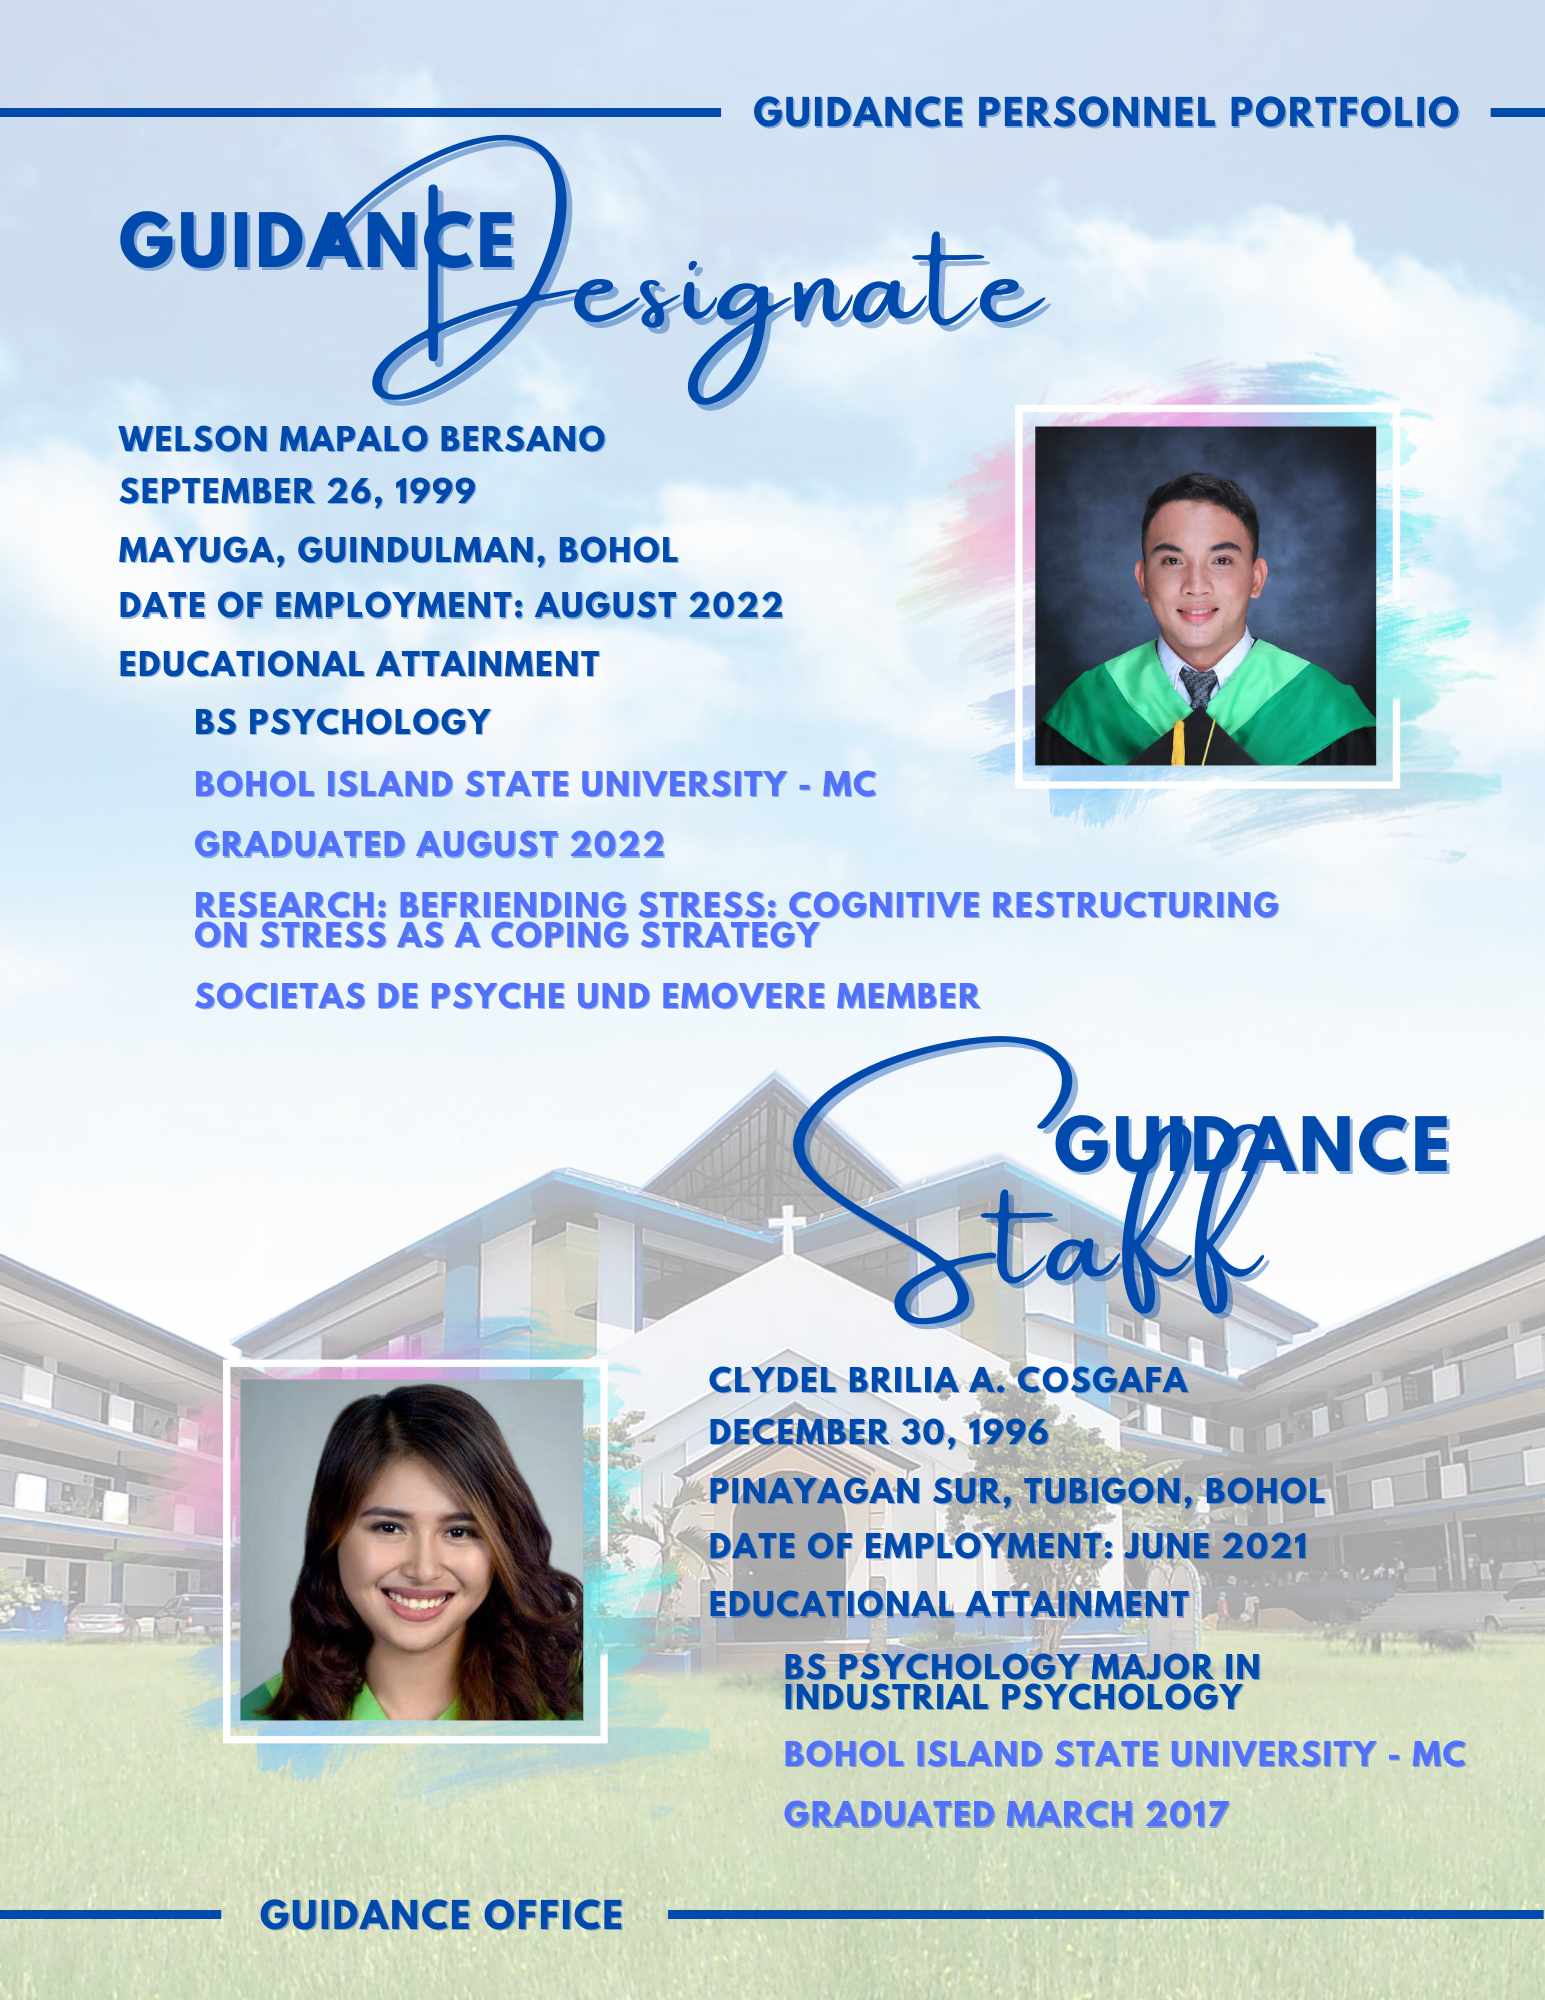 GUIDANCE PERSONNEL PORTFOLIO
GUIDANCE
Designate
WELSON MAPALO BERSANO
SEPTEMBER 26, 1999
MAYUGA, GUINDULMAN, BOHOL
DATE OF EMPLOYMENT: AUGUST 2022
EDUCATIONAL ATTAINMENT
BS PSYCHOLOGY
BOHOL ISLAND STATE UNIVERSITY - MC
GRADUATED AUGUST 2022
RESEARCH: BEFRIENDING STRESS: COGNITIVE RESTRUCTURING
ON STRESS AS A COPING STRATEGY
SOCIETAS DE PSYCHE UND EMOVERE MEMBER
GUIDANCE
Staff
CLYDEL BRILIA A. COSGAFA
DECEMBER 30, 1996
PINAYAGAN SUR, TUBIGON, BOHOL
DATE OF EMPLOYMENT: JUNE 2021
EDUCATIONAL ATTAINMENT
BS PSYCHOLOGY MAJOR IN
INDUSTRIAL PSYCHOLOGY
BOHOL ISLAND STATE UNIVERSITY - MC
GRADUATED MARCH 2017
GUIDANCE OFFICE